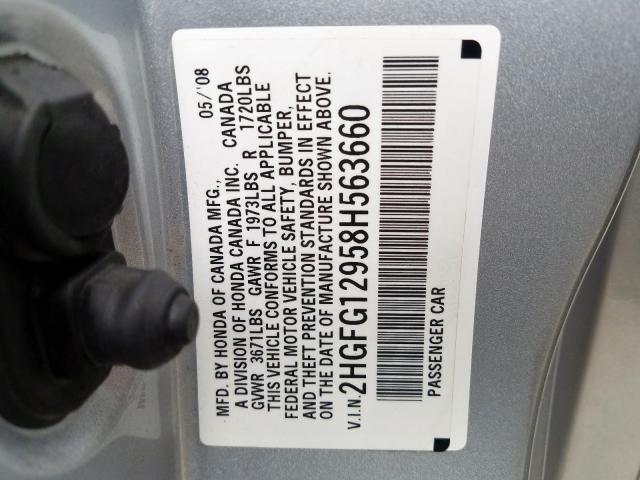 MFD. BY HONDA OF CANADA MFG., 05/'08
A DIVISION OF HONDA CANADA INC. CANADA
GVWR 3671LBS GAWR F 1973LBS R 1720LBS
THIS VEHICLE CONFORMS TO ALL APPLICABLE
FEDERAL MOTOR VEHICLE SAFETY, BUMPER,
AND THEFT PREVENTION STANDARDS IN EFFECT
ON THE DATE OF MANUFACTURE SHOWN ABOVE.
V.I.N. 2HGFG12958H563660
PASSENGER CAR